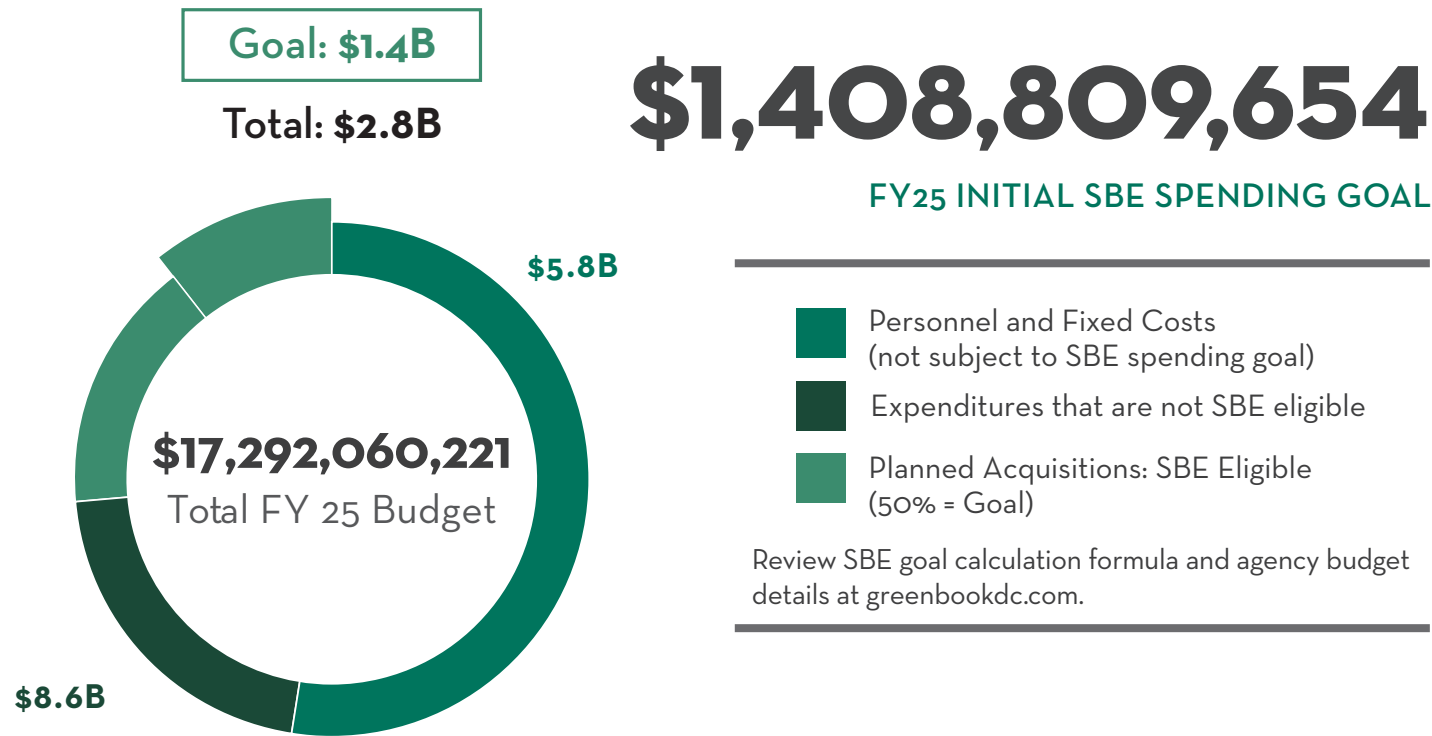 Goal: $1.4B
Total: $2.8B
$1,408,809,654
FY25 INITIAL SBE SPENDING GOAL
$5.8B
$17,292,060,221
Total FY 25 Budget
$8.6B
Personnel and Fixed Costs
(not subject to SBE spending goal)
Expenditures that are not SBE eligible
Planned Acquisitions: SBE Eligible
(50% = Goal)
Review SBE goal calculation formula and agency budget
details at greenbookdc.com.